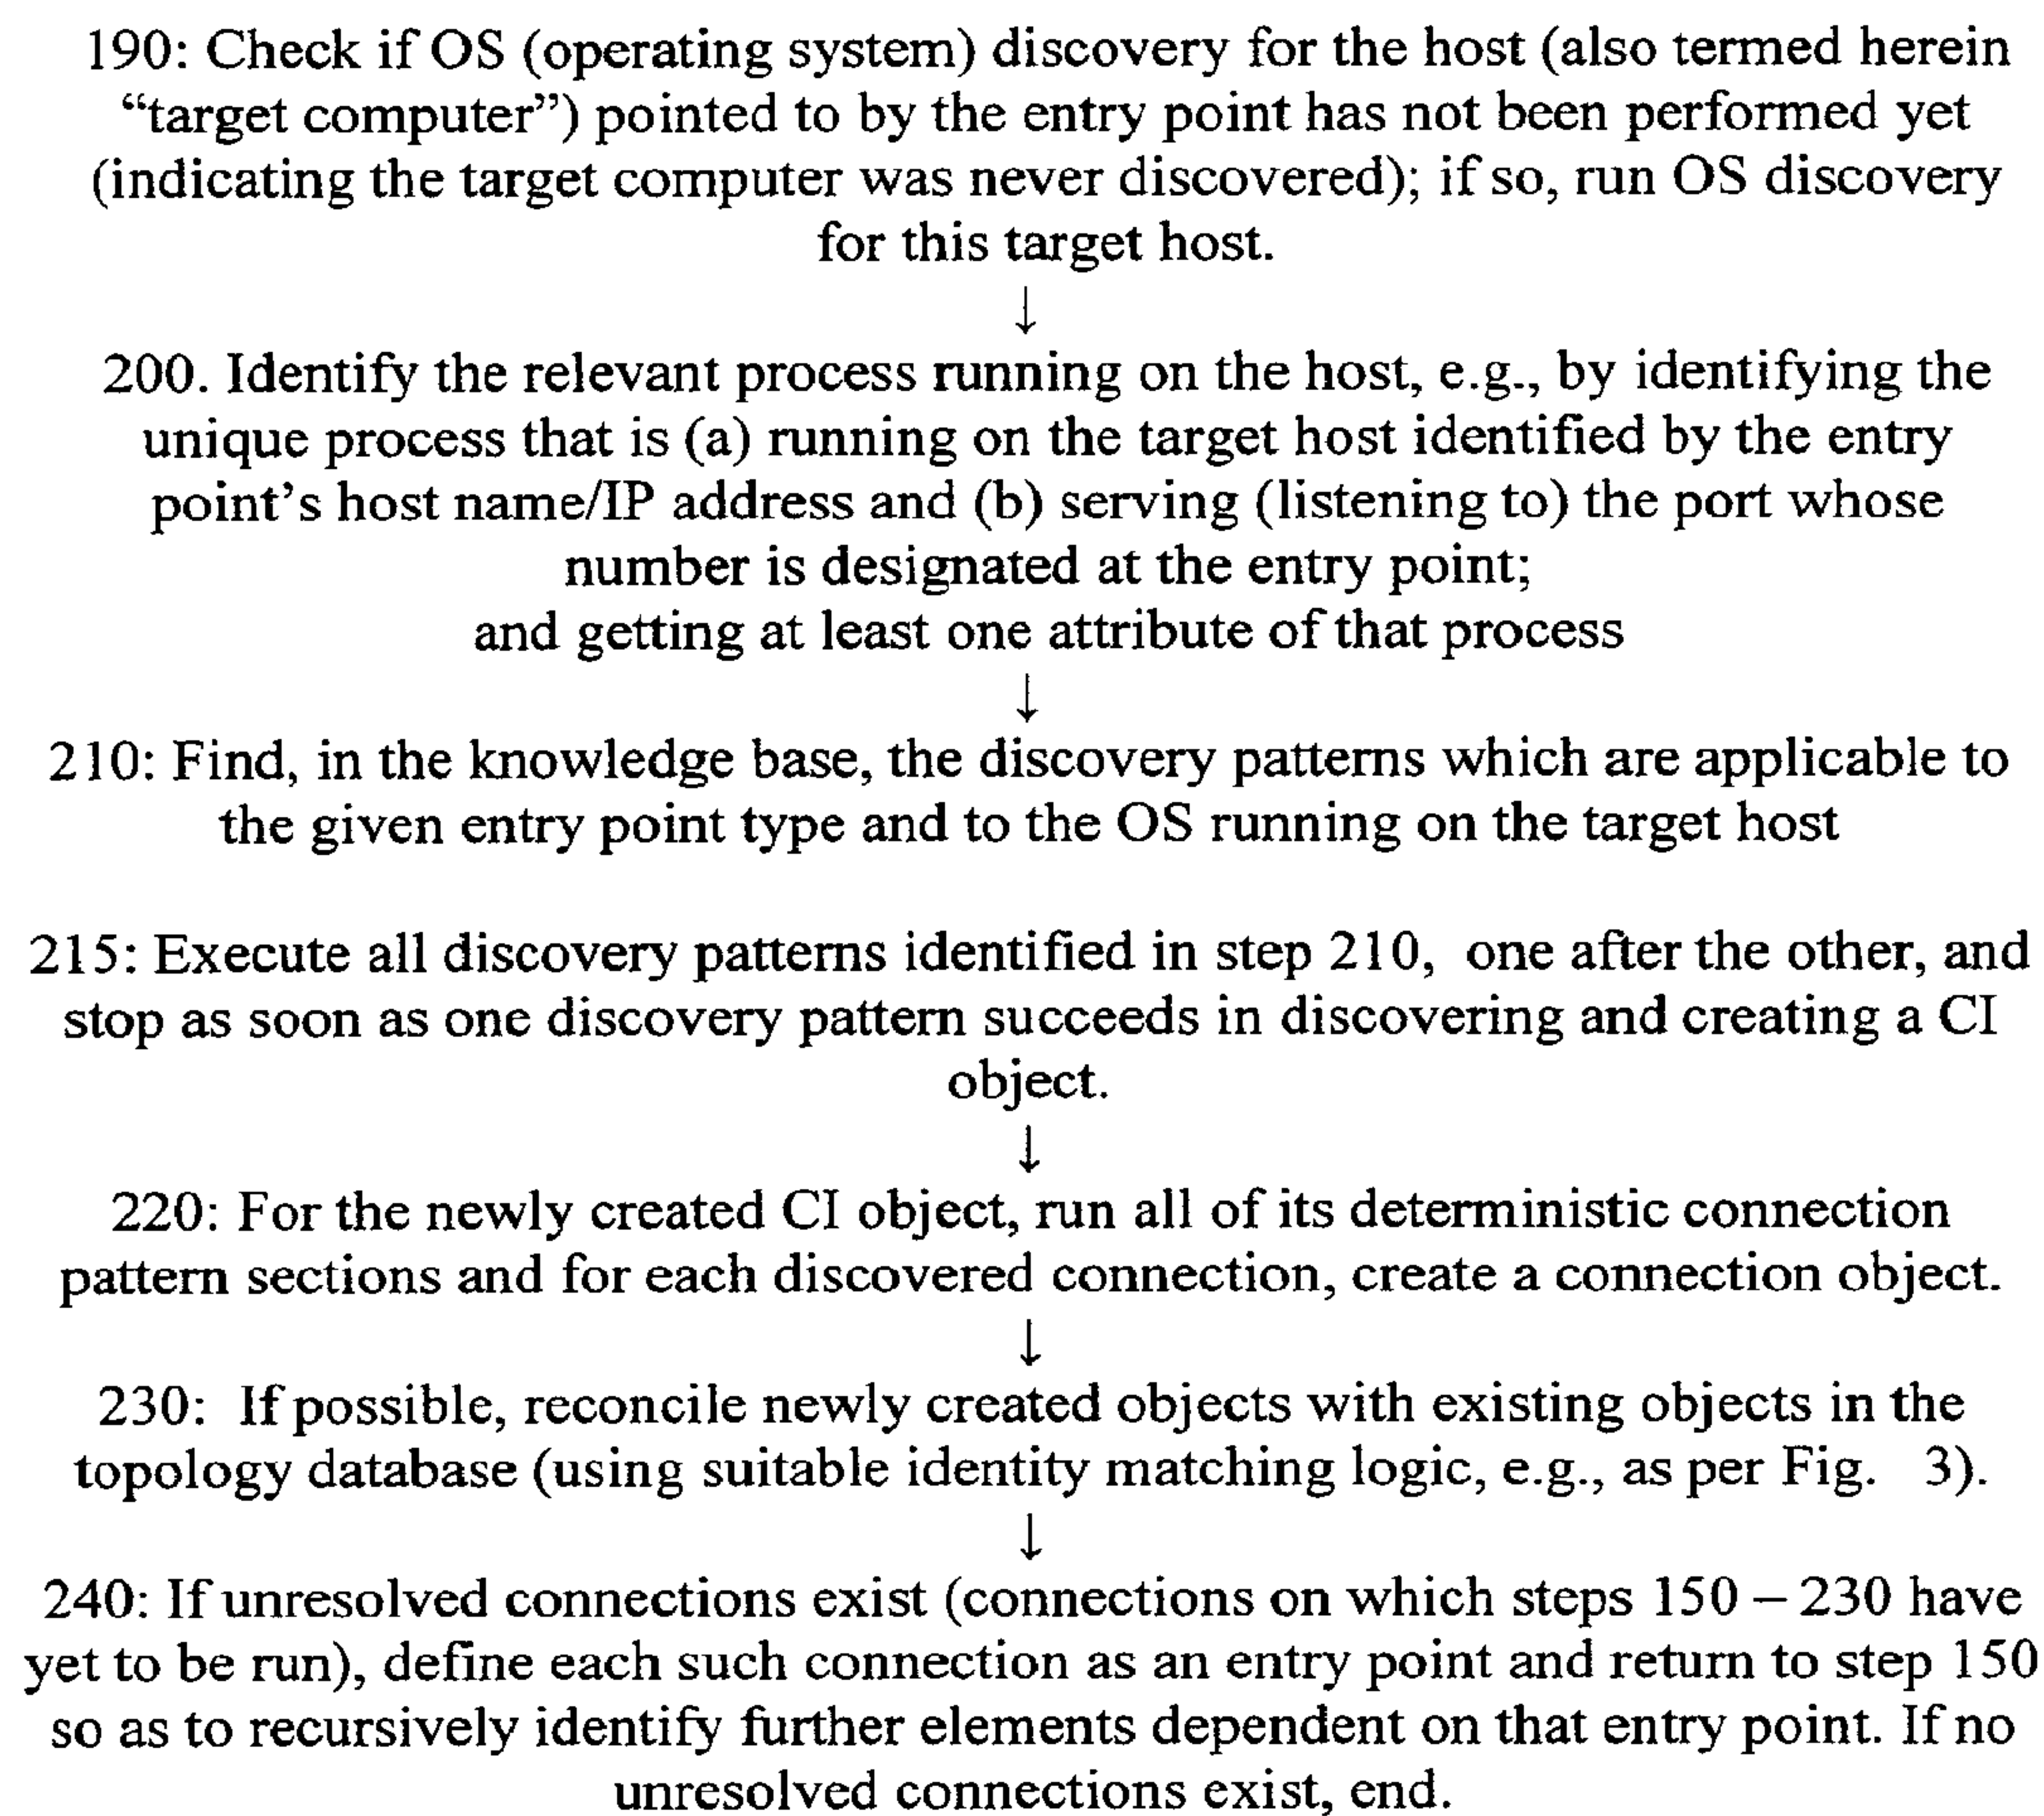 190: Check if OS (operating system) discovery for the host (also termed herein
“target computer”) pointed to by the entry point has not been performed yet
(indicating the target computer was never discovered); if so, run OS discovery
for this target host.
↓
200. Identify the relevant process running on the host, e.g., by identifying the
unique process that is (a) running on the target host identified by the entry
point’s host name/IP address and (b) serving (listening to) the port whose
number is designated at the entry point;
and getting at least one attribute of that process
↓
210: Find, in the knowledge base, the discovery patterns which are applicable to
the given entry point type and to the OS running on the target host
215: Execute all discovery patterns identified in step 210, one after the other, and
stop as soon as one discovery pattern succeeds in discovering and creating a CI
object.
↓
220: For the newly created CI object, run all of its deterministic connection
pattern sections and for each discovered connection, create a connection object.
↓
230: If possible, reconcile newly created objects with existing objects in the
topology database (using suitable identity matching logic, e.g., as per Fig. 3).
↓
240: If unresolved connections exist (connections on which steps 150 – 230 have
yet to be run), define each such connection as an entry point and return to step 150
so as to recursively identify further elements dependent on that entry point. If no
unresolved connections exist, end.